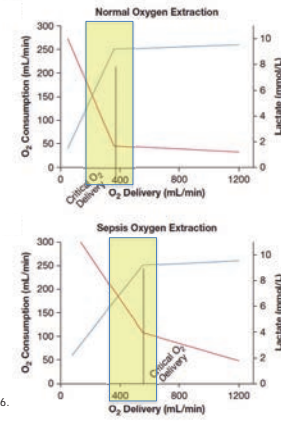 Normal Oxygen Extraction
O2 Consumption (mL/min)
300
250
200
150
100
50
0
10
8
6
4
2
0
Lactate (mmol/L)
Critical O2
Delivery
0
400
800
1200
O2 Delivery (mL/min)
Sepsis Oxygen Extraction
O2 Consumption (mL/min)
300
250
200
150
100
50
0
10
8
6
4
2
0
Lactate (mmol/L)
Critical O2
Delivery
0
400
800
1200
O2 Delivery (mL/min)
6.